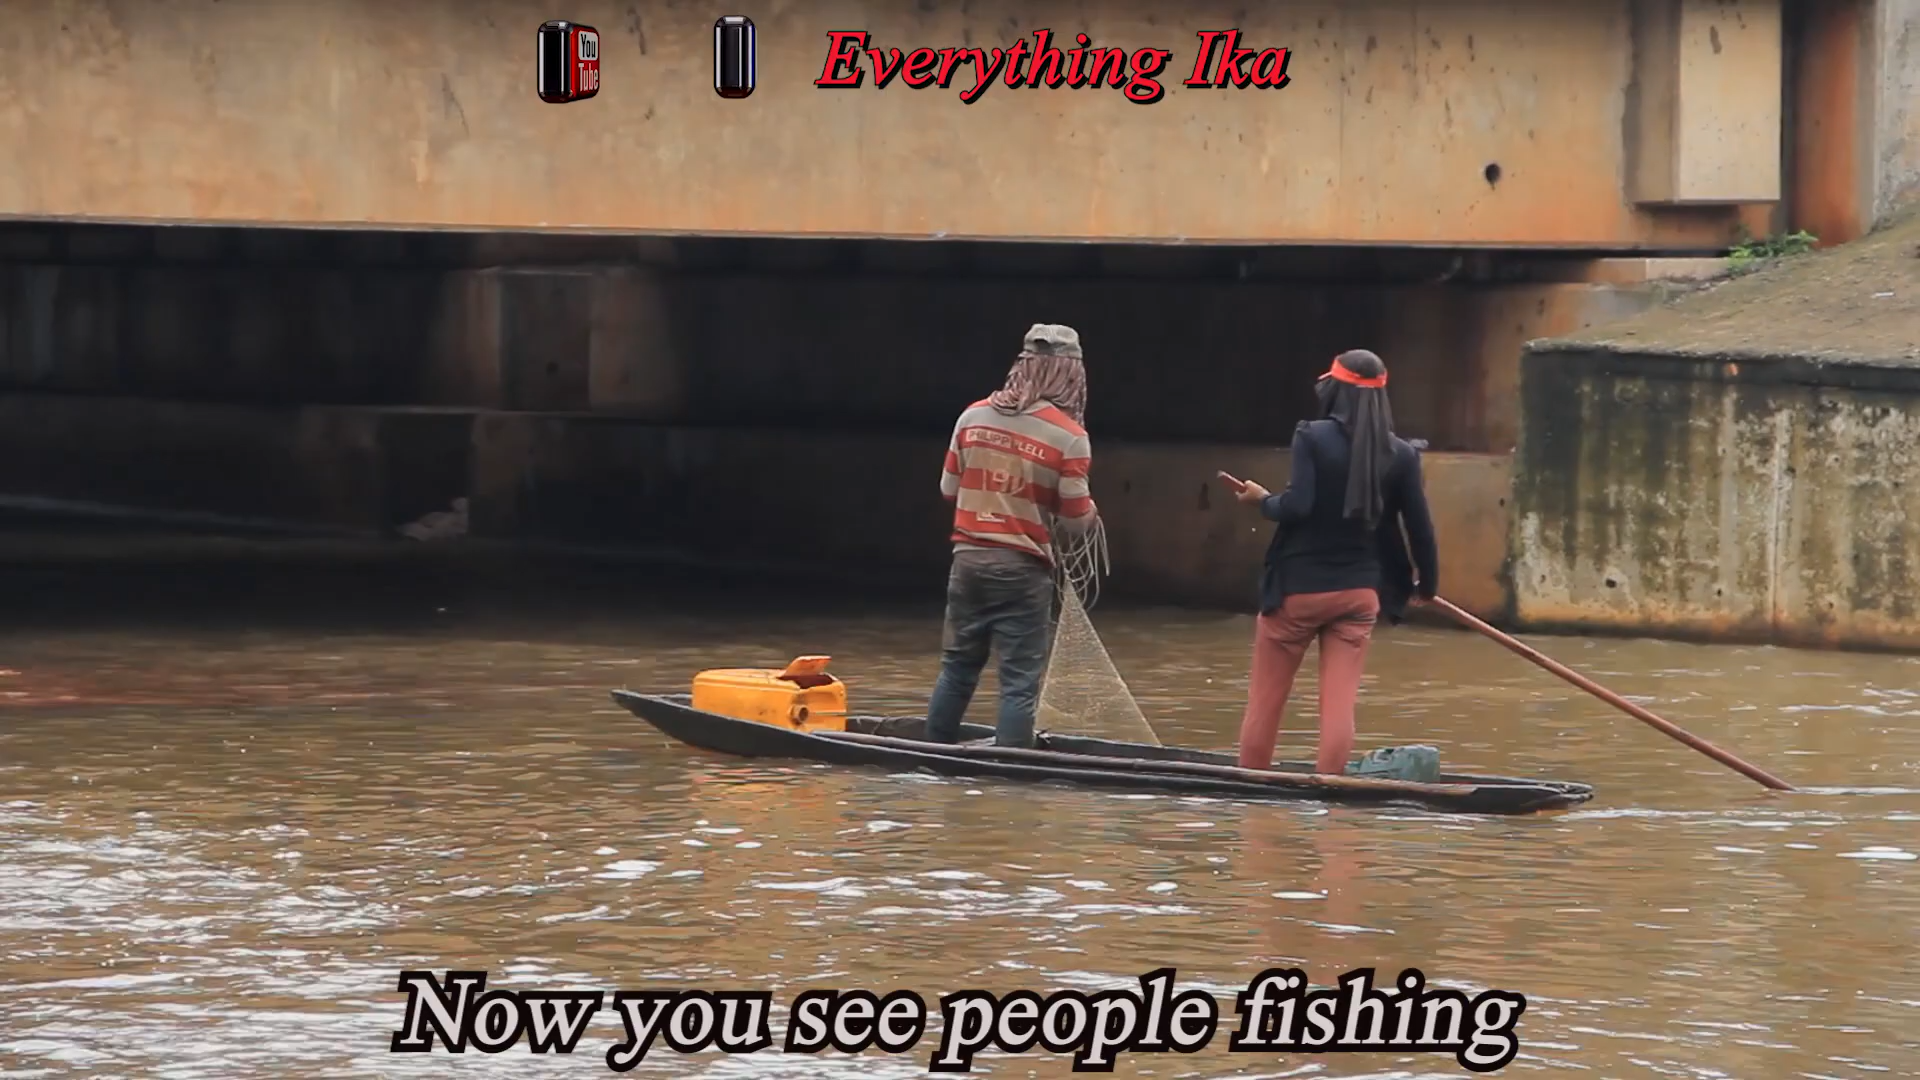 You
Tube
Everything Ika
PHILIPP PLEIN
Now you see people fishing